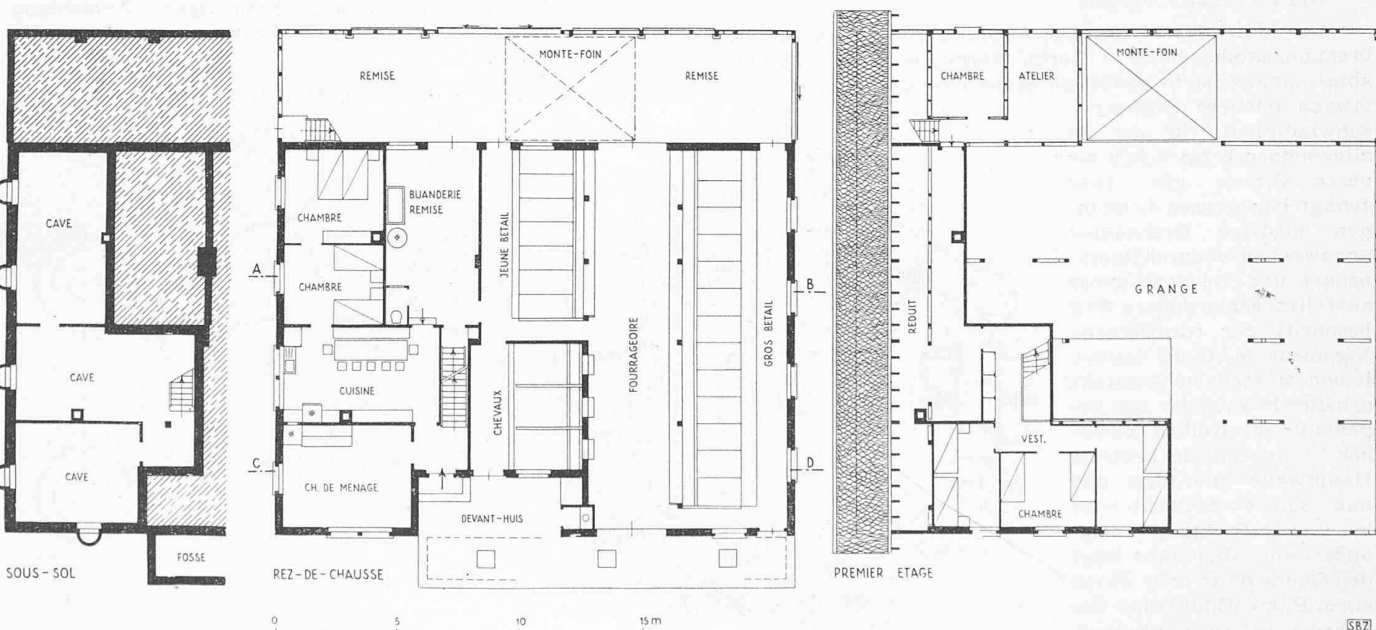 CAVE
CAVE
CAVE
FOSSE
SOUS-SOL
REMISE
MONTE-FOIN
REMISE
CHAMBRE
BUANDERIE
REMISE
JEUNE BETAIL
A
CHAMBRE
B
CUISINE
CHEVAUX
FOURRAGEOIRE
GROS BETAIL
C
CH. DE MENAGE
D
DEVANT-HUIS
REZ-DE-CHAUSSE
0 5 10 15 m
CHAMBRE
ATELIER
MONTE-FOIN
REDUIT
GRANGE
VEST.
CHAMBRE
PREMIER ETAGE
SBZ